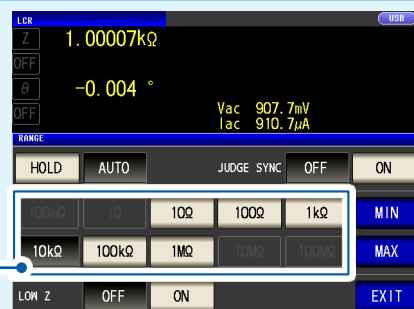 LCR USB
Z 1.00007kΩ
OFF
θ -0.004 °
OFF
Vac 907.7mV
Iac 910.7μA
RANGE
HOLD AUTO JUDGE SYNC OFF ON
100mΩ 1Ω 10Ω 100Ω 1kΩ MIN
10kΩ 100kΩ 1MΩ 10MΩ 100MΩ MAX
LOW Z OFF ON EXIT